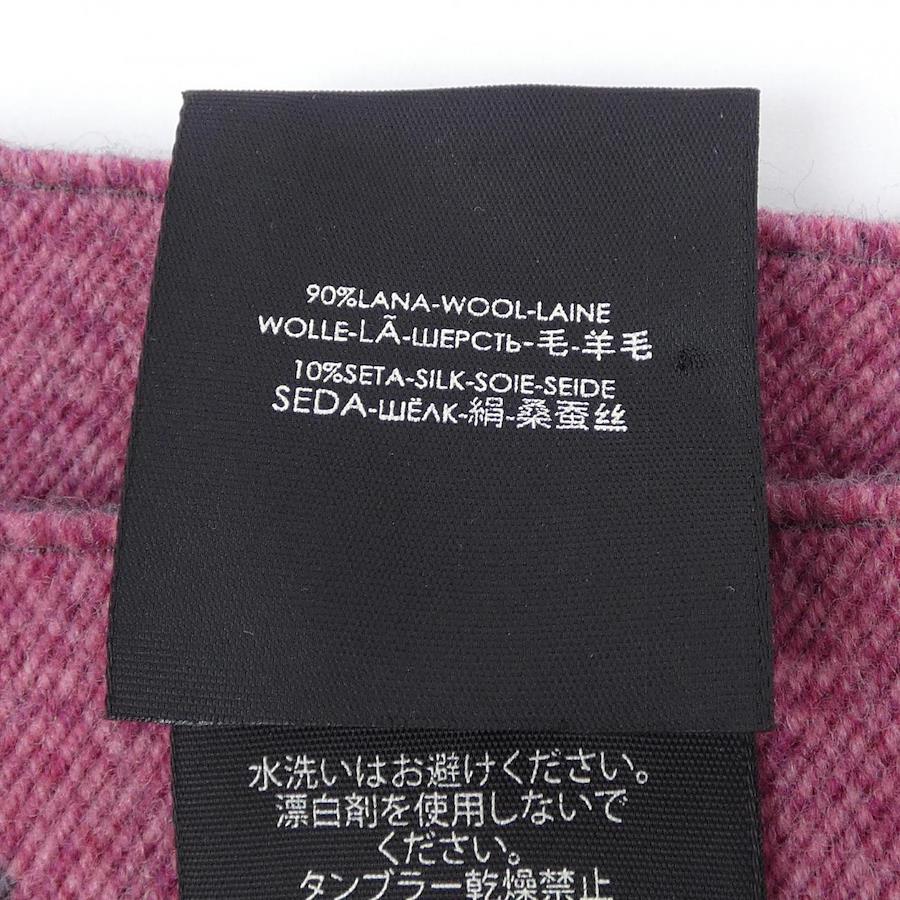 90%LANA-WOOL-LAINE
WOLLE-LÃ-ШЕРСТЬ-毛-羊毛
10%SETA-SILK-SOIE-SEIDE
SEDA-ШЁЛК-絹-桑蚕丝
水洗いはお避けください。
漂白剤を使用しないで
ください。
タンブラー乾燥禁止